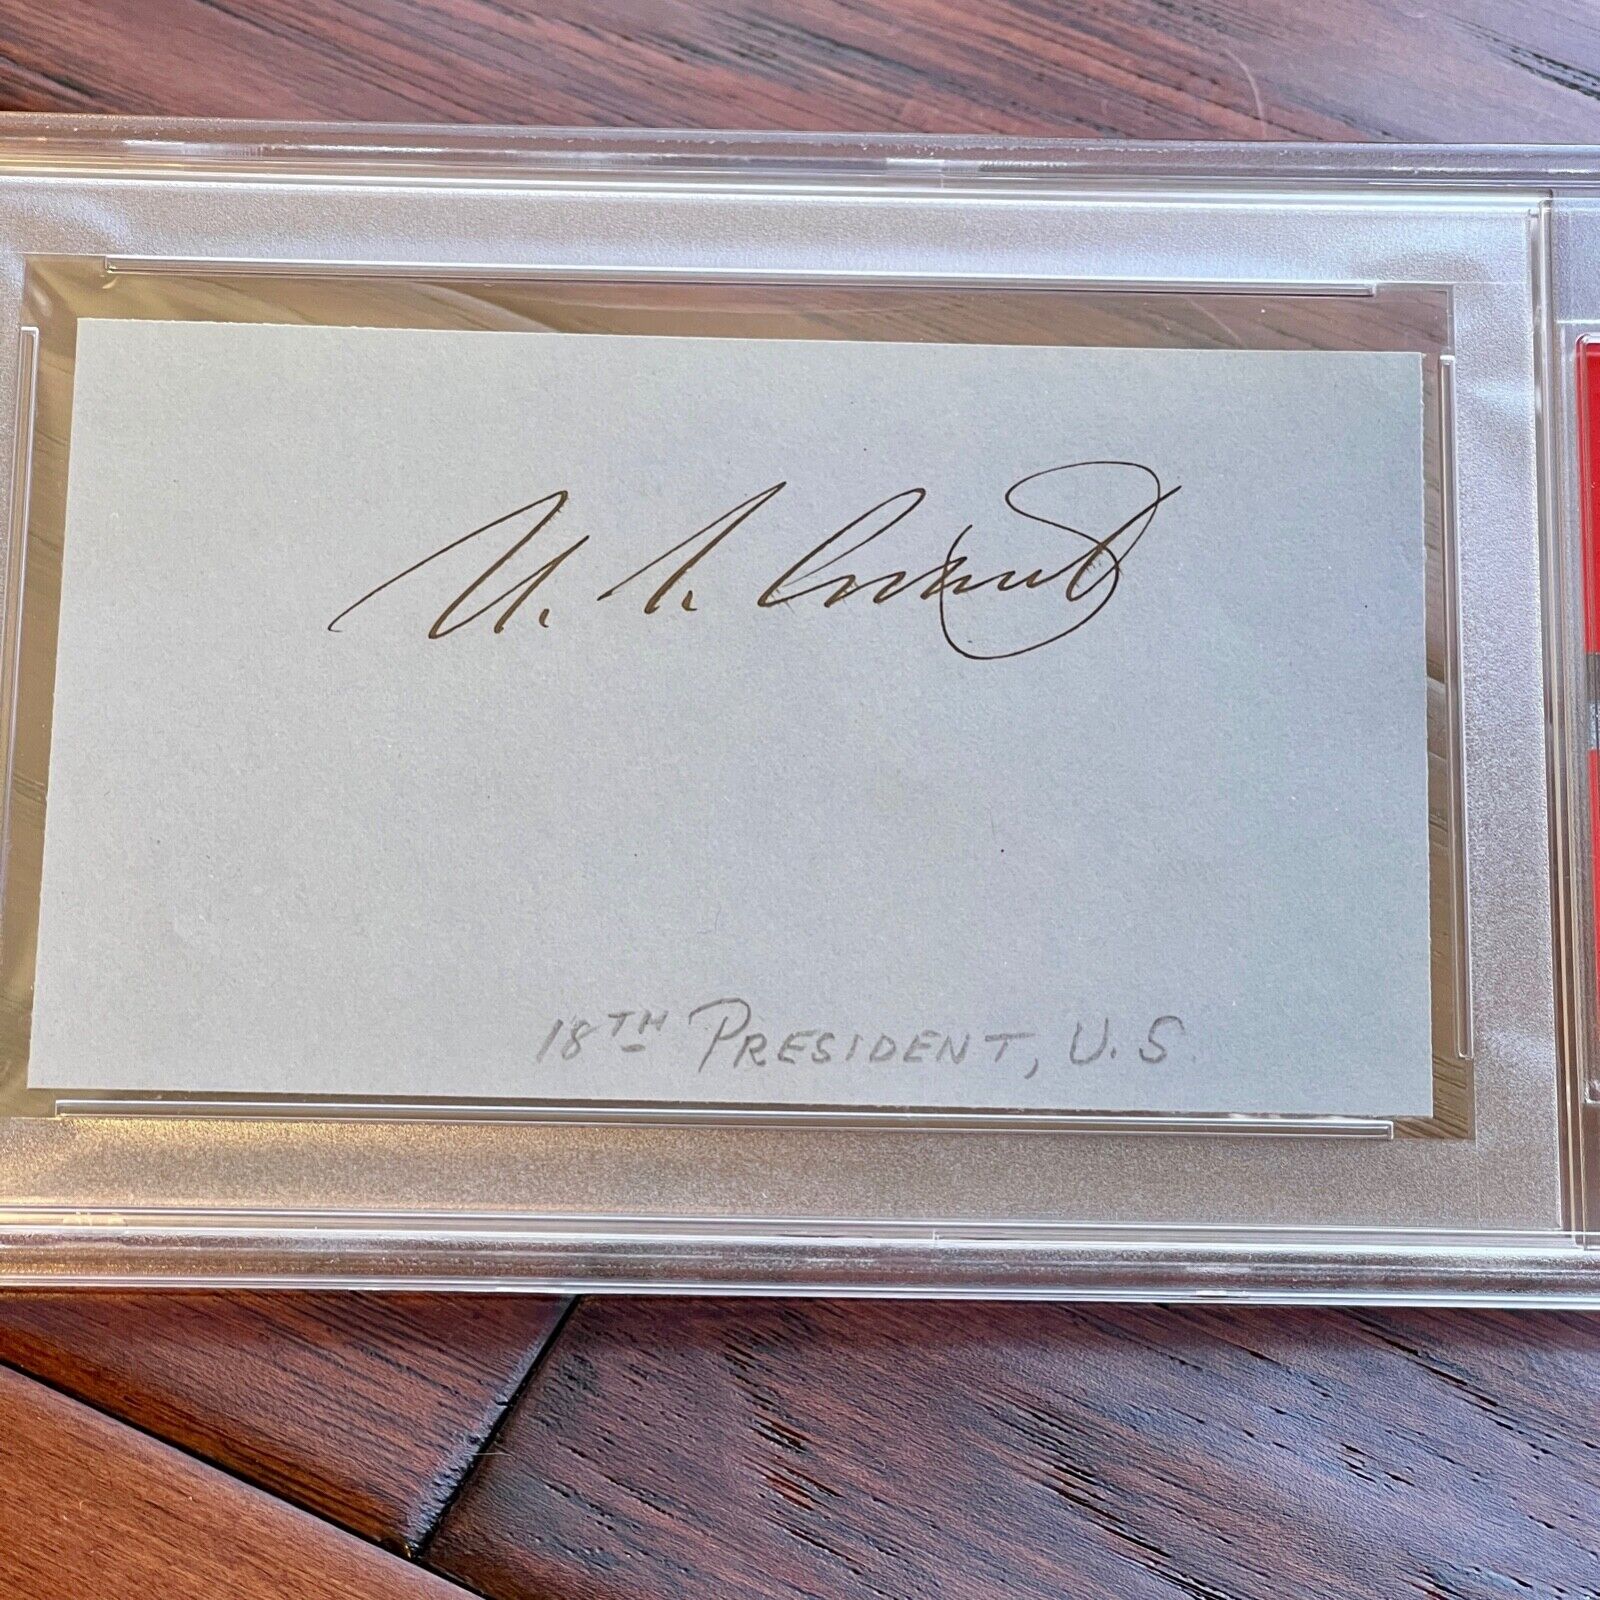 U. S. Grant
18TH PRESIDENT, U. S.